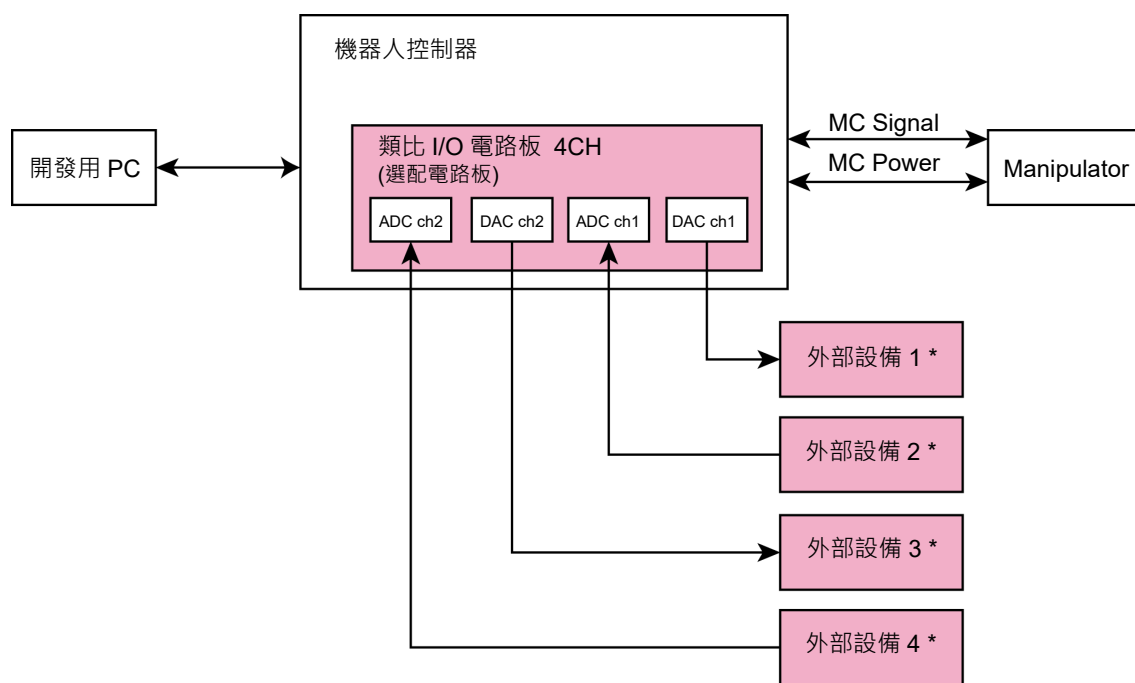 機器人控制器
類比 I/O 電路板 4CH
(選配電路板)
ADC ch2
DAC ch2
ADC ch1
DAC ch1
開發用 PC
MC Signal
MC Power
Manipulator
外部設備 1 *
外部設備 2 *
外部設備 3 *
外部設備 4 *